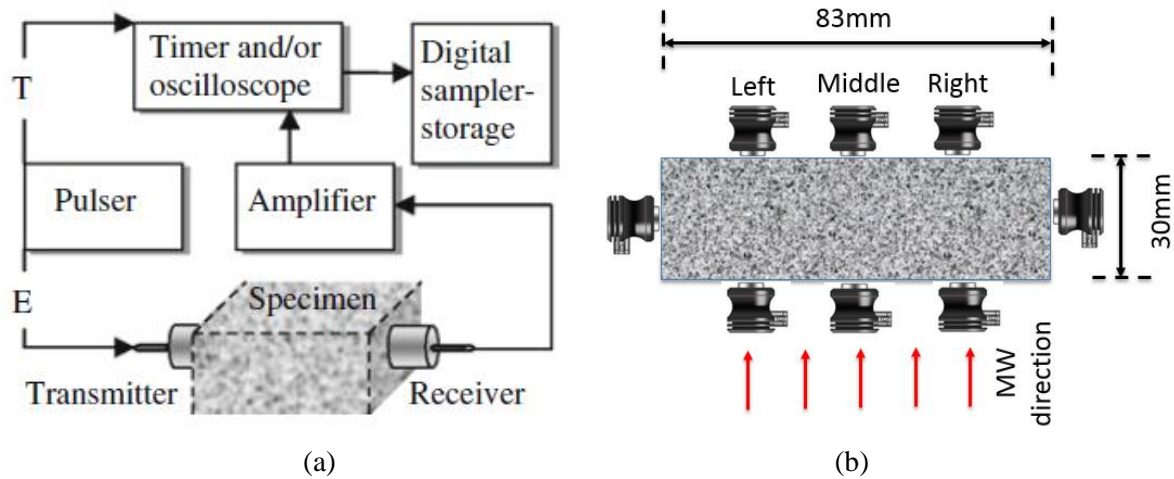 T
E
Timer and/or
oscilloscope
Digital
sampler-
storage
Pulser
Amplifier
Specimen
Transmitter
Receiver
(a)
83mm
Left
Middle
Right
30mm
MW
direction
(b)